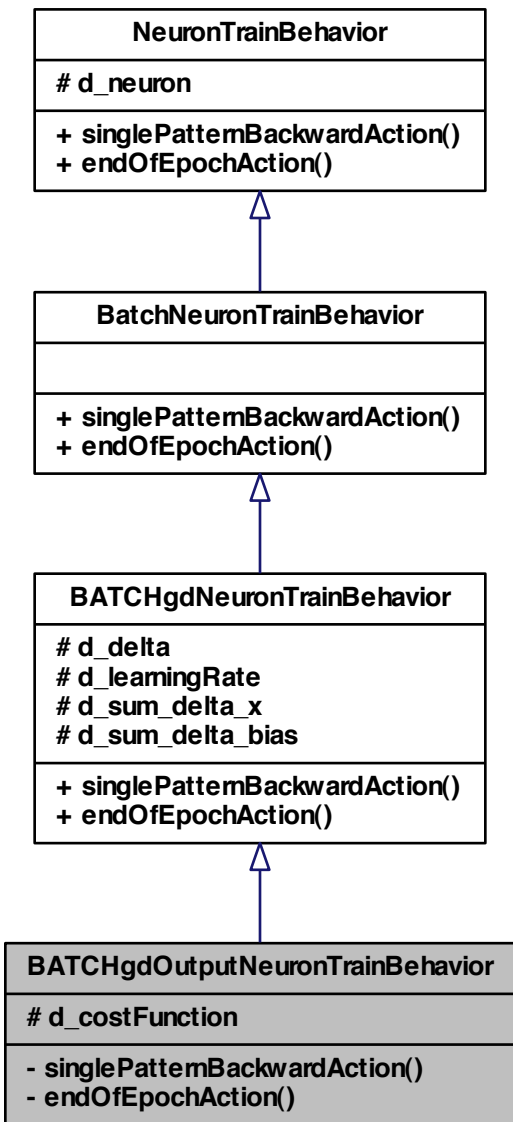 NeuronTrainBehavior
# d_neuron
+ singlePatternBackwardAction()
+ endOfEpochAction()
BatchNeuronTrainBehavior
+ singlePatternBackwardAction()
+ endOfEpochAction()
BATCHgdNeuronTrainBehavior
# d_delta
# d_learningRate
# d_sum_delta_x
# d_sum_delta_bias
+ singlePatternBackwardAction()
+ endOfEpochAction()
BATCHgdOutputNeuronTrainBehavior
# d_costFunction
- singlePatternBackwardAction()
- endOfEpochAction()